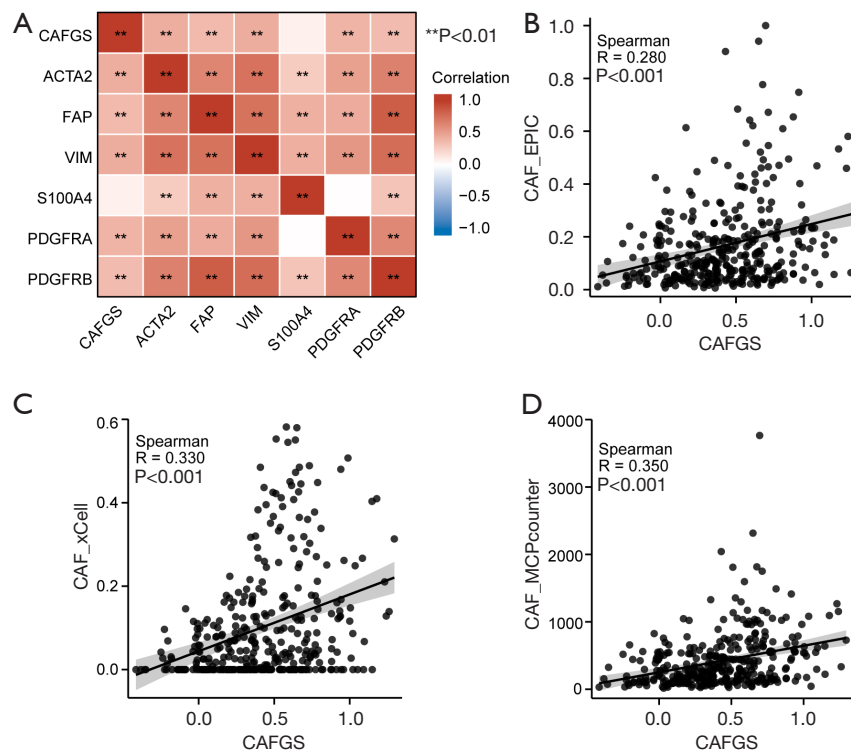 A
CAFGS ** ** ** ** ** **
ACTA2 ** ** ** ** ** ** **
FAP ** ** ** ** ** ** **
VIM ** ** ** ** ** ** **
S100A4 ** ** ** ** **
PDGFRA ** ** ** ** ** **
PDGFRB ** ** ** ** ** ** **
CAFGS ACTA2 FAP VIM S100A4 PDGFRA PDGFRB
**P<0.01
Correlation
1.0
0.5
0.0
−0.5
−1.0
B
Spearman
R = 0.280
P<0.001
CAF_EPIC
1.0
0.8
0.6
0.4
0.2
0.0
0.0 0.5 1.0
CAFGS
C
Spearman
R = 0.330
P<0.001
CAF_xCell
0.6
0.4
0.2
0.0
0.0 0.5 1.0
CAFGS
D
Spearman
R = 0.350
P<0.001
CAF_MCPcounter
4000
3000
2000
1000
0
0.0 0.5 1.0
CAFGS